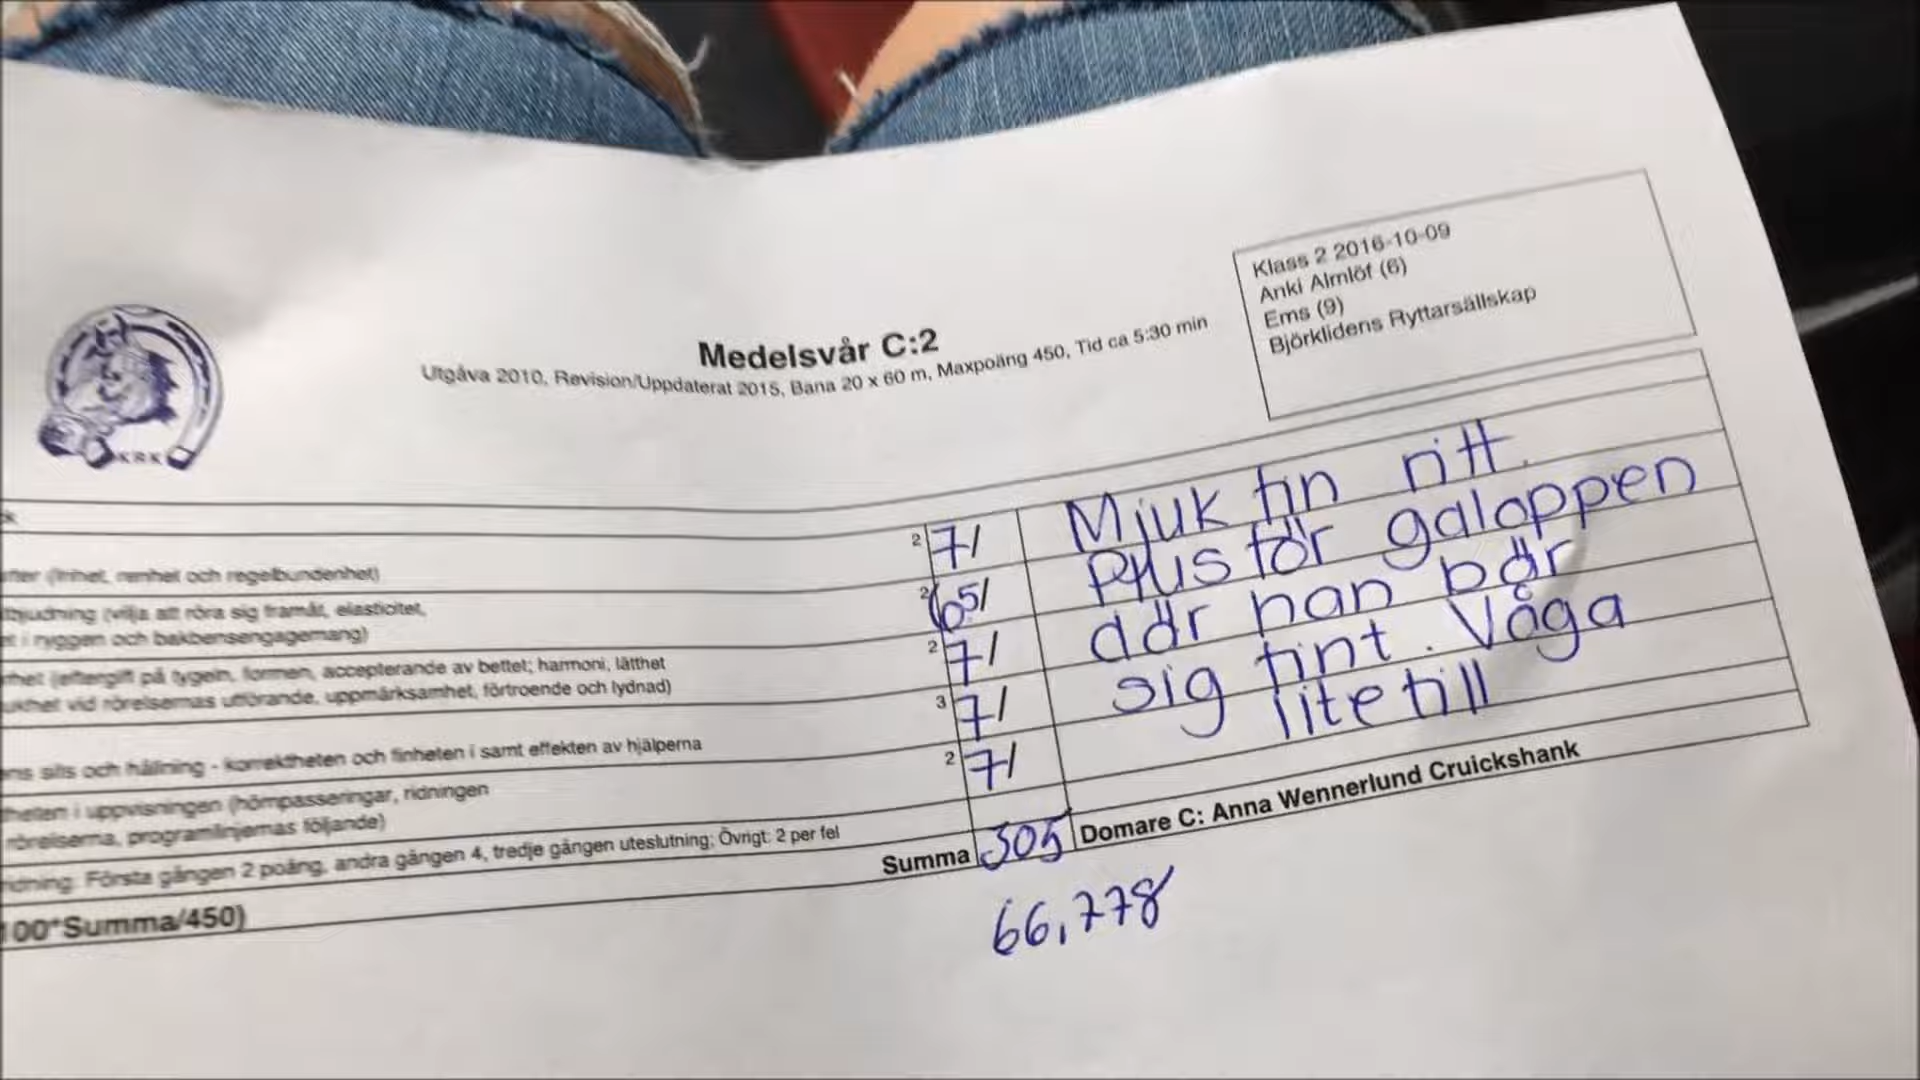 KRK
Medelsvår C:2
Utgåva 2010, Revision/Uppdaterat 2015, Bana 20 x 60 m, Maxpoäng 450, Tid ca 5:30 min
Klass 2 2016-10-09
Anki Almlöf (6)
Ems (9)
Björklidens Ryttarsällskap
2 7/
renhet och regelbundenhet)
2 65/
(vilja att röra sig framåt, elasticitet,
i ryggen och bakbensengagemang)
2 7/
(eftergift på tygeln, formen, accepterande av bettet; harmoni, lätthet
vid rörelsernas utförande, uppmärksamhet, förtroende och lydnad)
3 7/
sits och hållning - korrektheten och finheten i samt effekten av hjälperna
2 7/
i uppvisningen (hörnpasseringar, ridningen
programlinjernas följande)
Första gången 2 poäng, andra gången 4, tredje gången uteslutning; Övrigt: 2 per fel
Mjuk fin ritt.
Plus för galoppen
där han bär
sig fint. Våga
lite till
Summa 305 Domare C: Anna Wennerlund Cruickshank
00*Summa/450)
66,778